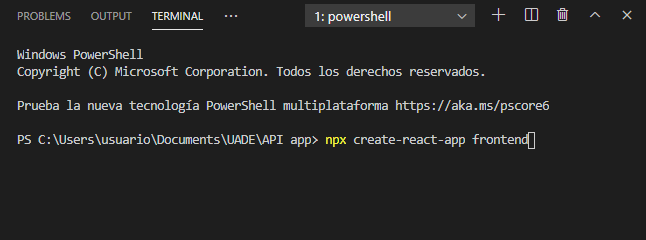 PROBLEMS OUTPUT TERMINAL ... 1: powershell
Windows PowerShell
Copyright (C) Microsoft Corporation. Todos los derechos reservados.
Prueba la nueva tecnología PowerShell multiplataforma https://aka.ms/pscore6
PS C:\Users\usuario\Documents\UADE\API app> npx create-react-app frontend